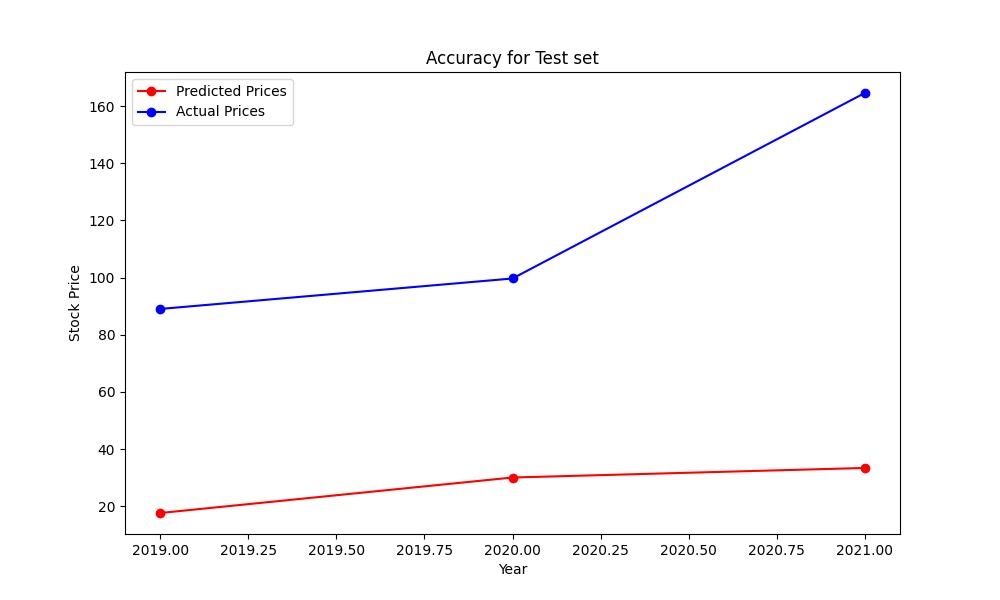 Accuracy for Test set
Predicted Prices
Actual Prices
160
140
120
100
80
60
40
20
Stock Price
2019.00 2019.25 2019.50 2019.75 2020.00 2020.25 2020.50 2020.75 2021.00
Year